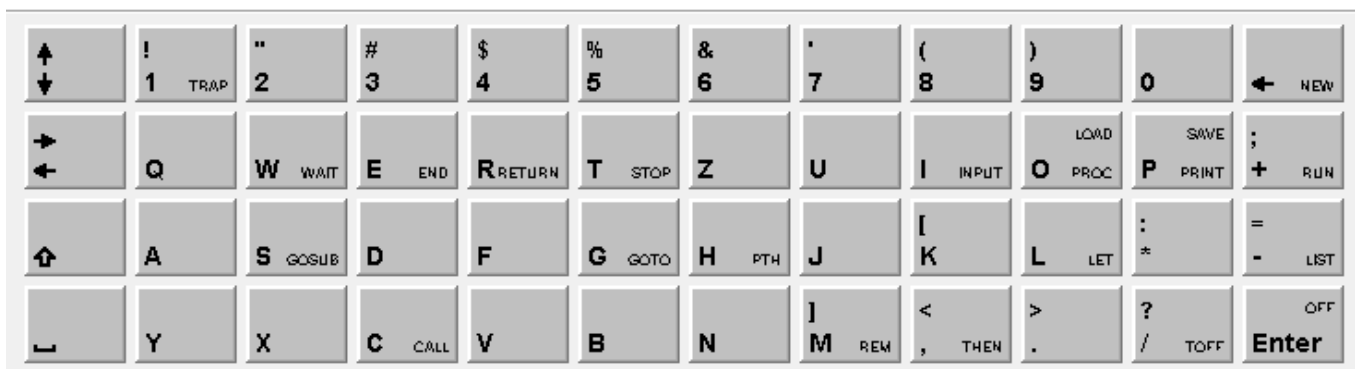 ! " # $ % & ' ( )
1 TRAP 2 3 4 5 6 7 8 9 0 NEW
LOAD SAVE ;
Q W WAIT E END R RETURN T STOP Z U I INPUT O PROC P PRINT + RUN
[ : =
A S GOSUB D F G GOTO H PTH J K L LET * - LIST
] < > ? OFF
Y X C CALL V B N M REM , THEN . / TOFF Enter